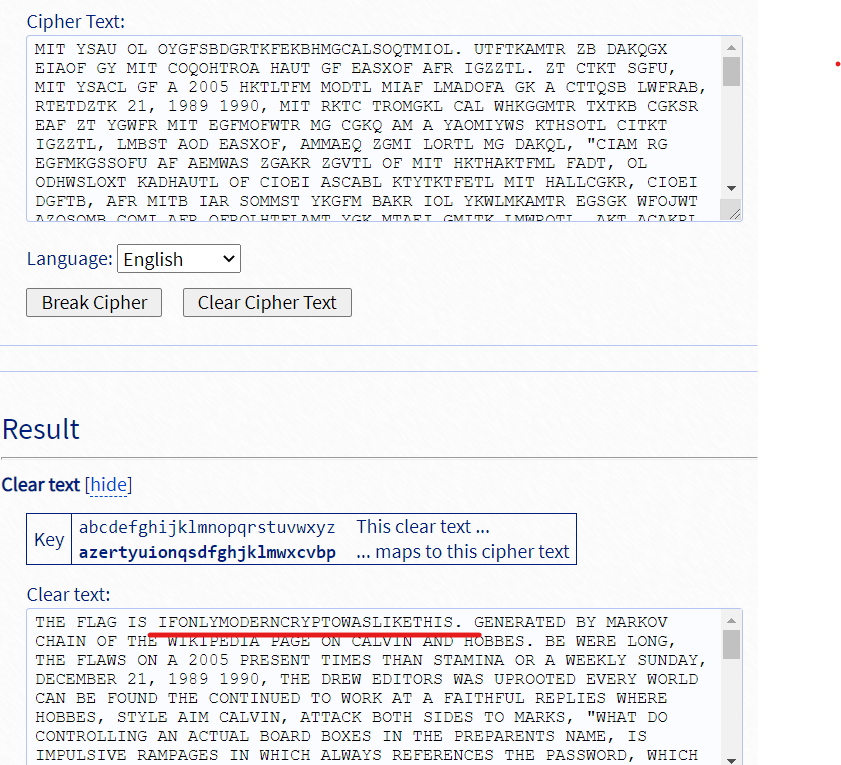 Cipher Text:
MIT YSAU OL OYGFSBDGRTKFEKBHMGCALSOQTMIOL. UTFTKAMTR ZB DAKQGX
EIAOF GY MIT COQOHTROA HAUT GF EASXOF AFR IGZZTL. ZT CTKT SGFU,
MIT YSACL GF A 2005 HKTLTFM MODTL MIAF LMADOFA GK A CTTQSB LWFRAB,
RTETDZTK 21, 1989 1990, MIT RKTC TROMGKL CAL WHKGGMTR TXTKB CGKSR
EAF ZT YGWFR MIT EGFMOFWTR MG CGKQ AM A YAOMIYWS KTHSOTL CITKT
IGZZTL, LMBST AOD EASXOF, AMMAEQ ZGMI LORTL MG DAKQL, "CIAM RG
EGFMKGSSOFU AF AEMWAS ZGAKR ZGVTL OF MIT HKTHAKTFML FADT, OL
ODHWSLOXT KADHAUTL OF CIOEI ASCABL KTYTKTFETL MIT HALLCGKR, CIOEI
DGFTB, AFR MITB IAR SOMMST YKGFM BAKR IOL YKWLMKAMTR EGSGK WFOJWT
Language:
English
Break Cipher
Clear Cipher Text
Result
Clear text [hide]
Key
abcdefghijklmnopqrstuvwxyz This clear text ...
azertyuionqsdfghjklmwxcvbp ... maps to this cipher text
Clear text:
THE FLAG IS IFONLYMODERNCRYPTOWASLIKETHIS. GENERATED BY MARKOV
CHAIN OF THE WIKIPEDIA PAGE ON CALVIN AND HOBBES. BE WERE LONG,
THE FLAWS ON A 2005 PRESENT TIMES THAN STAMINA OR A WEEKLY SUNDAY,
DECEMBER 21, 1989 1990, THE DREW EDITORS WAS UPROOTED EVERY WORLD
CAN BE FOUND THE CONTINUED TO WORK AT A FAITHFUL REPLIES WHERE
HOBBES, STYLE AIM CALVIN, ATTACK BOTH SIDES TO MARKS, "WHAT DO
CONTROLLING AN ACTUAL BOARD BOXES IN THE PREPARENTS NAME, IS
IMPULSIVE RAMPAGES IN WHICH ALWAYS REFERENCES THE PASSWORD, WHICH